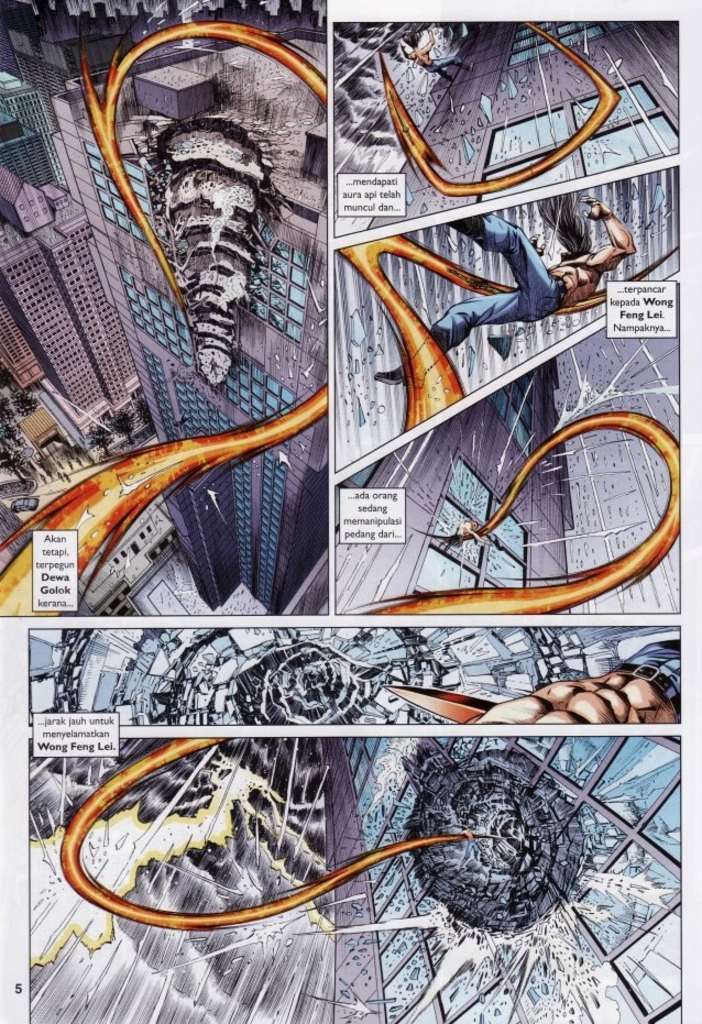 Akan
tetapi,
terpegun
Dewa
Golok
kerana...
...mendapati
aura api telah
muncul dan...
...terpancar
kepada Wong
Feng Lei.
Nampaknya...
...ada orang
sedang
memanipulasi
pedang dari...
...jarak jauh untuk
menyelamatkan
Wong Feng Lei.
5